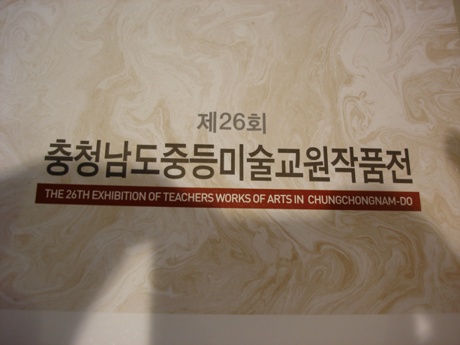 제26회
충청남도중등미술교원작품전
THE 26TH EXHIBITION OF TEACHERS WORKS OF ARTS IN CHUNGCHONGNAM-DO